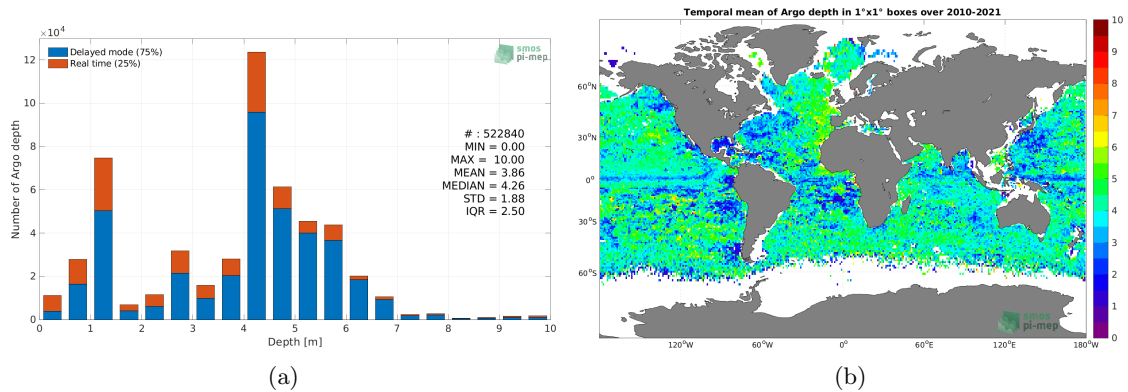 ×10⁴
Delayed mode (75%)
Real time (25%)
smos
pi-mep
12
10
8
6
4
2
0
Number of Argo depth
# : 522840
MIN = 0.00
MAX = 10.00
MEAN = 3.86
MEDIAN = 4.26
STD = 1.88
IQR = 2.50
0 1 2 3 4 5 6 7 8 9 10
Depth [m]
(a)
Temporal mean of Argo depth in 1°x1° boxes over 2010-2021
60°N
30°N
0°
30°S
60°S
120°W 60°W 0° 60°E 120°E 180°W
smos
pi-mep
10
9
8
7
6
5
4
3
2
1
0
(b)